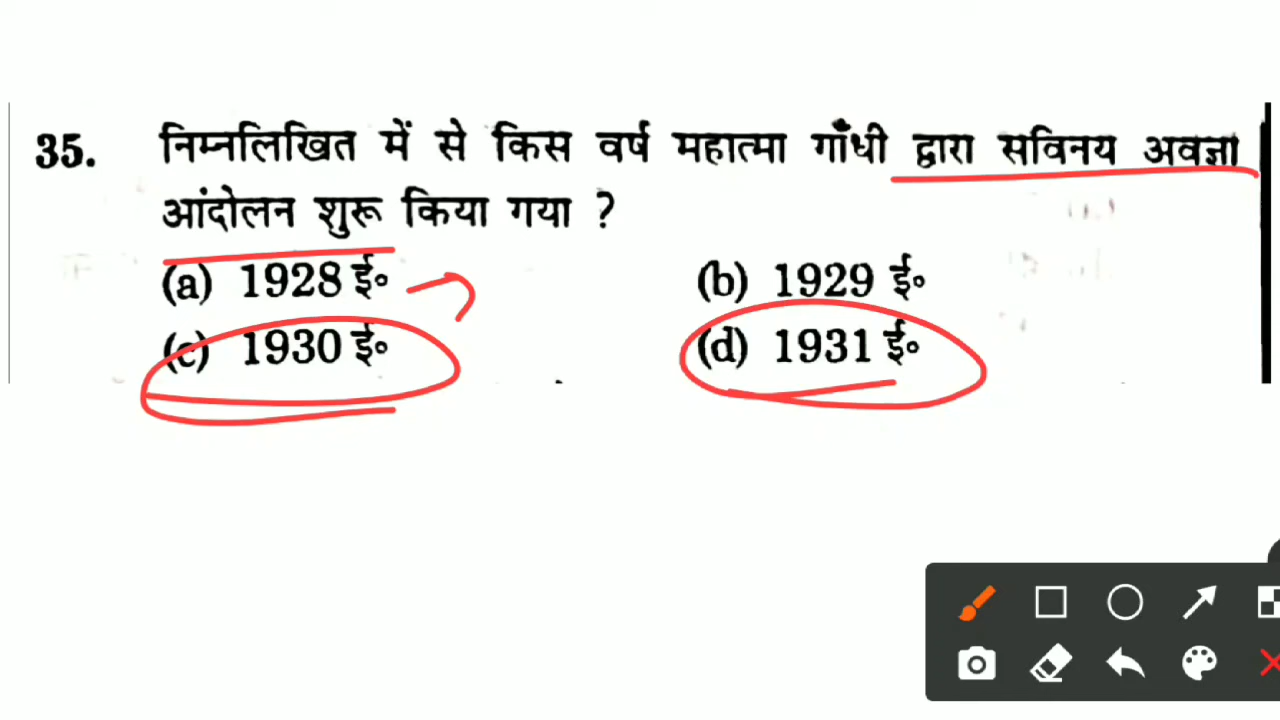 35. निम्नलिखित में से किस वर्ष महात्मा गाँधी द्वारा सविनय अवज्ञा
आंदोलन शुरू किया गया ?
(a) 1928 ई०
(b) 1929 ई०
(c) 1930 ई०
(d) 1931 ई०